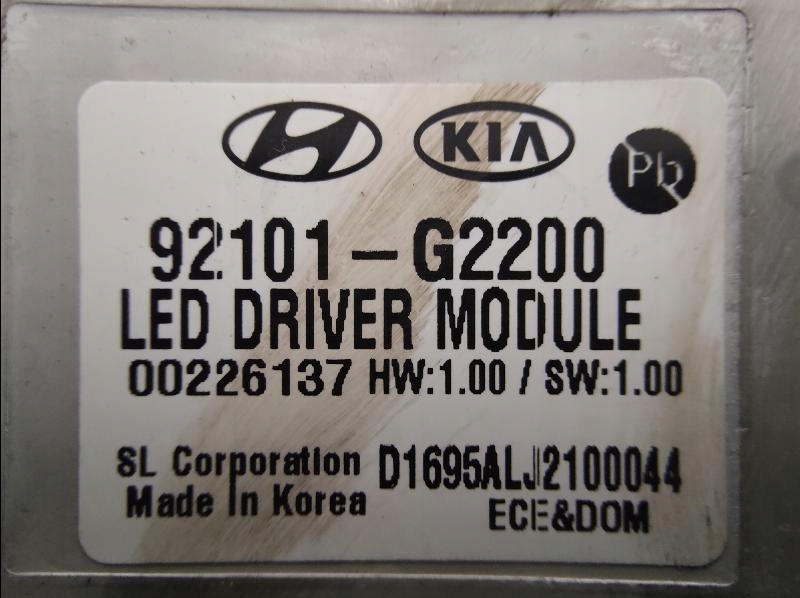 KIA Pb
92101-G2200
LED DRIVER MODULE
00226137 HW:1.00 / SW:1.00
SL Corporation D1695ALJ2100044
Made In Korea ECE&DOM